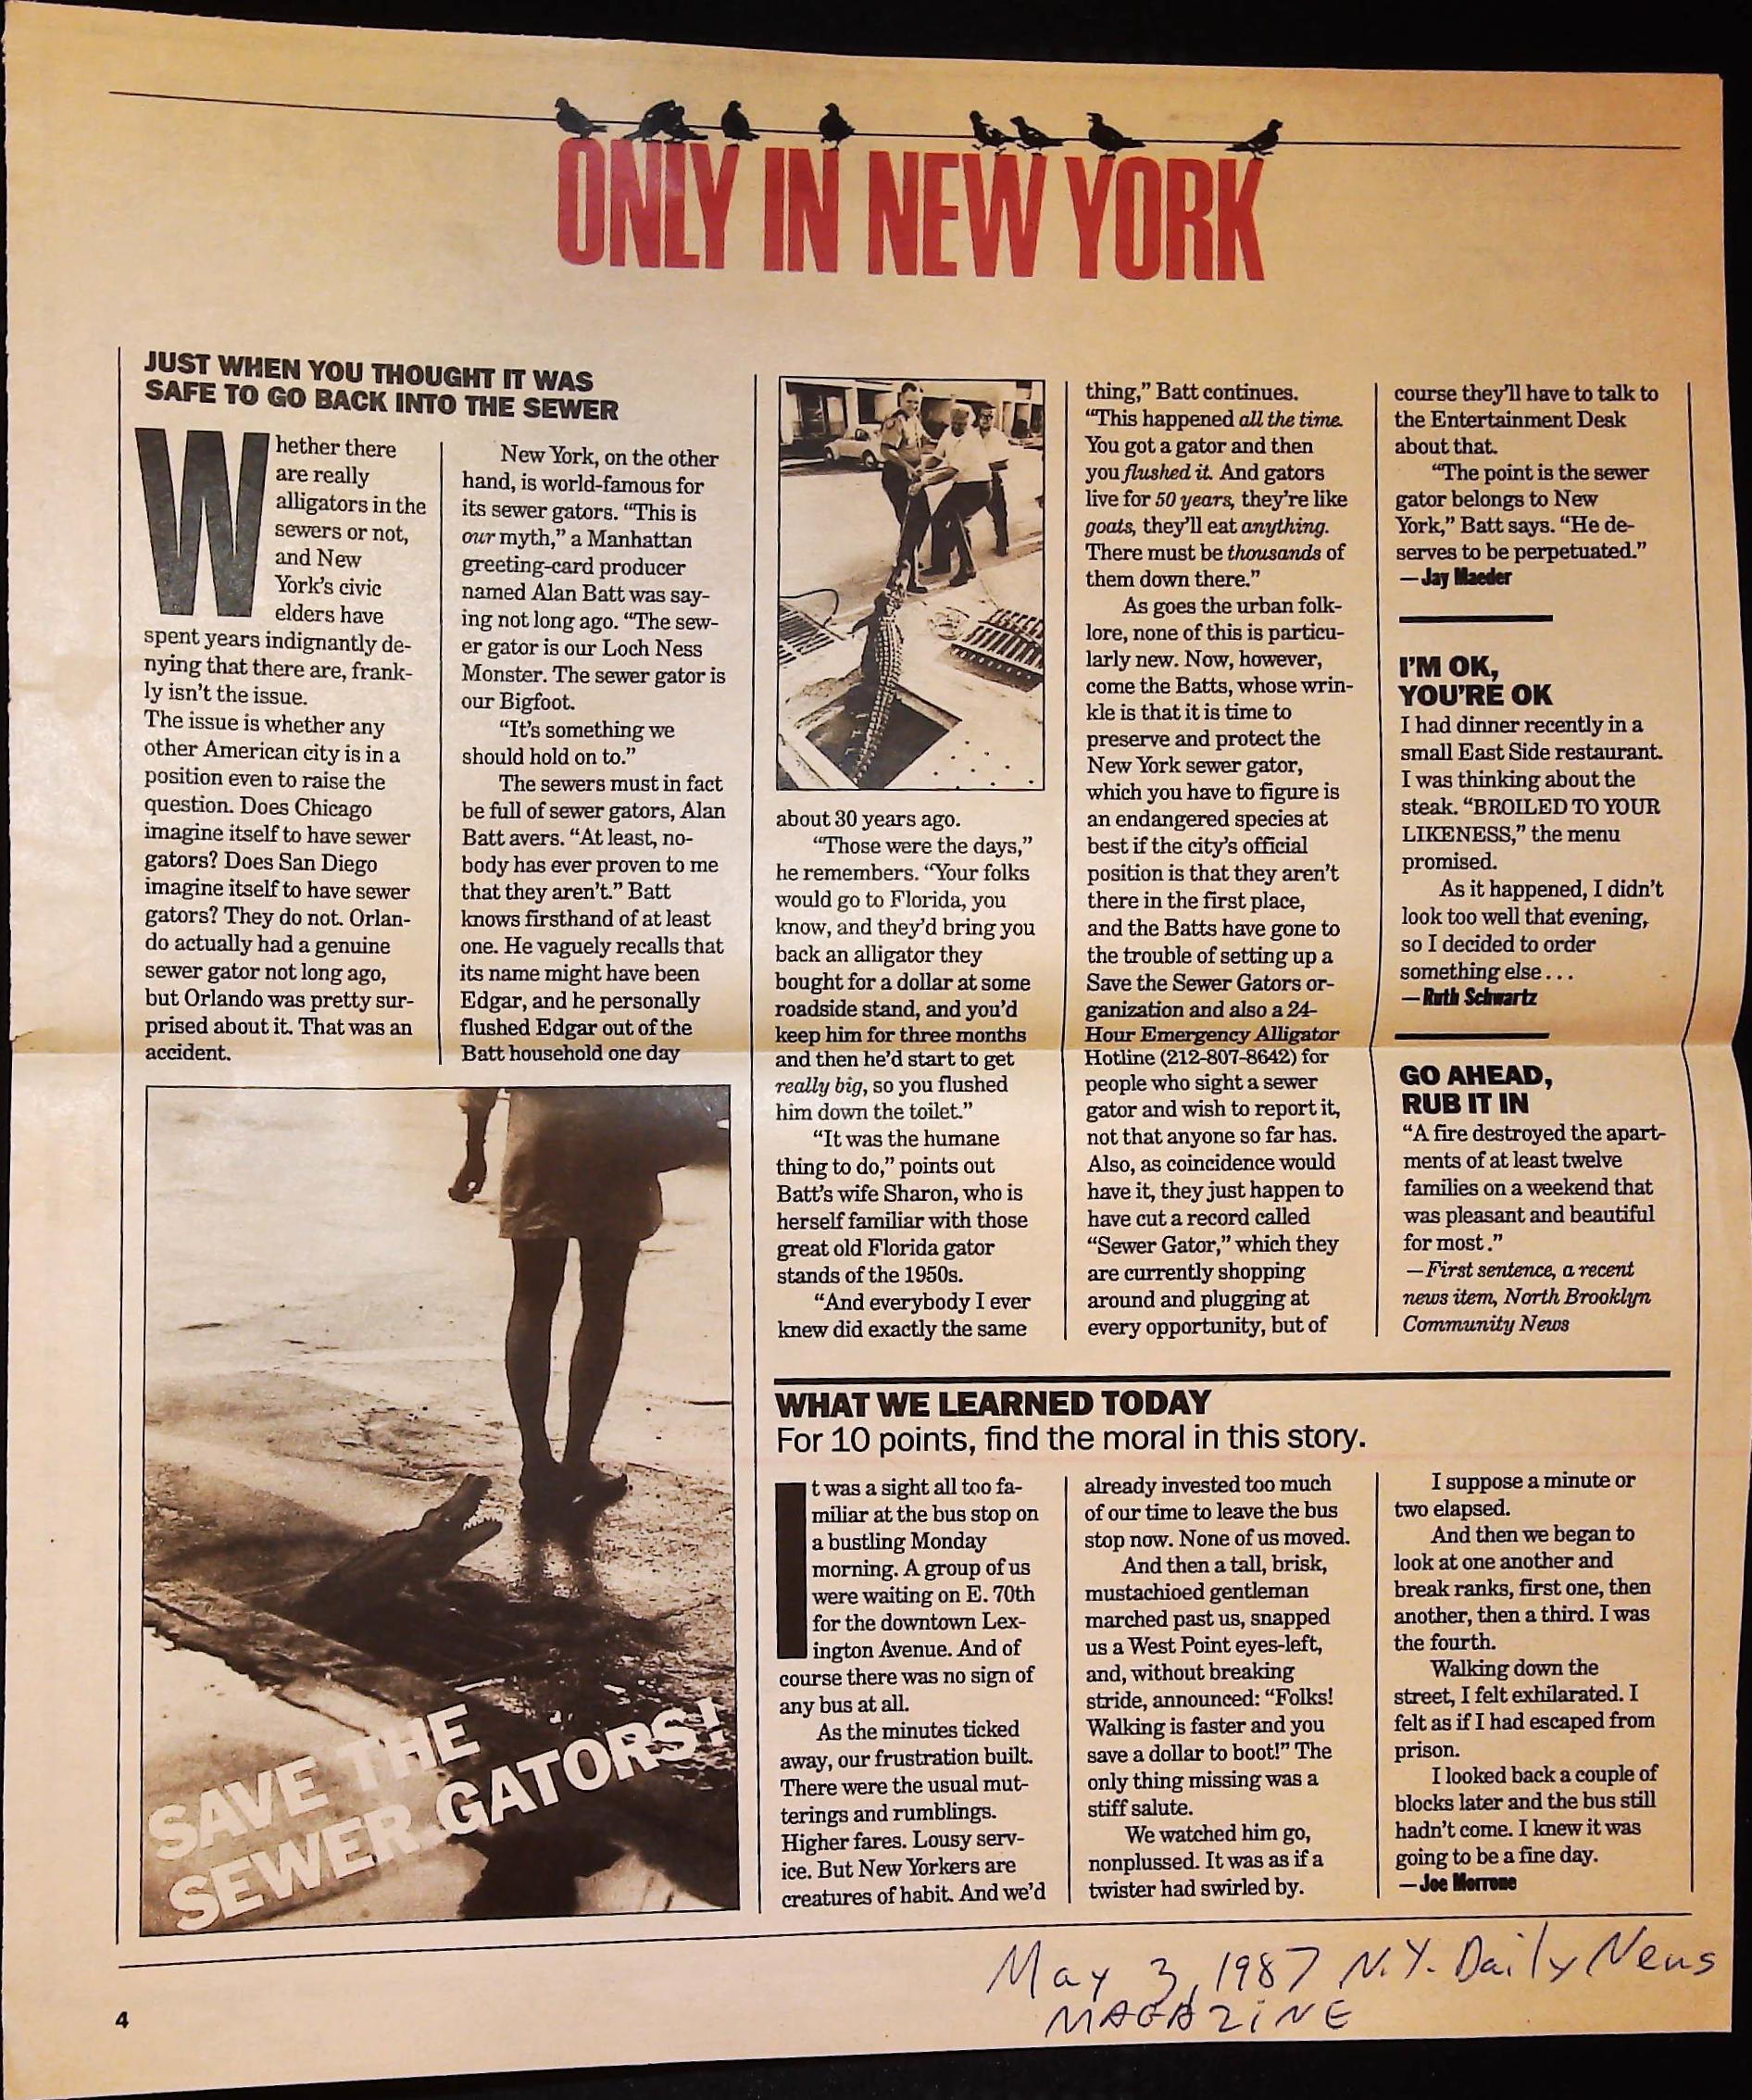 ONLY IN NEW YORK
JUST WHEN YOU THOUGHT IT WAS
SAFE TO GO BACK INTO THE SEWER
Whether there
are really
alligators in the
sewers or not,
and New
York's civic
elders have
spent years indignantly de-
nying that there are, frank-
ly isn't the issue.
The issue is whether any
other American city is in a
position even to raise the
question. Does Chicago
imagine itself to have sewer
gators? Does San Diego
imagine itself to have sewer
gators? They do not. Orlan-
do actually had a genuine
sewer gator not long ago,
but Orlando was pretty sur-
prised about it. That was an
accident.
New York, on the other
hand, is world-famous for
its sewer gators. “This is
our myth,” a Manhattan
greeting-card producer
named Alan Batt was say-
ing not long ago. “The sew-
er gator is our Loch Ness
Monster. The sewer gator is
our Bigfoot.
“It's something we
should hold on to.”
The sewers must in fact
be full of sewer gators, Alan
Batt avers. “At least, no-
body has ever proven to me
that they aren't.” Batt
knows firsthand of at least
one. He vaguely recalls that
its name might have been
Edgar, and he personally
flushed Edgar out of the
Batt household one day
about 30 years ago.
“Those were the days,”
he remembers. “Your folks
would go to Florida, you
know, and they'd bring you
back an alligator they
bought for a dollar at some
roadside stand, and you'd
keep him for three months
and then he'd start to get
really big, so you flushed
him down the toilet.”
“It was the humane
thing to do,” points out
Batt's wife Sharon, who is
herself familiar with those
great old Florida gator
stands of the 1950s.
“And everybody I ever
knew did exactly the same
thing,” Batt continues.
“This happened all the time.
You got a gator and then
you flushed it. And gators
live for 50 years, they're like
goats, they'll eat anything.
There must be thousands of
them down there.”
As goes the urban folk-
lore, none of this is particu-
larly new. Now, however,
come the Batts, whose wrin-
kle is that it is time to
preserve and protect the
New York sewer gator,
which you have to figure is
an endangered species at
best if the city's official
position is that they aren't
there in the first place,
and the Batts have gone to
the trouble of setting up a
Save the Sewer Gators or-
ganization and also a 24-
Hour Emergency Alligator
Hotline (212-807-8642) for
people who sight a sewer
gator and wish to report it,
not that anyone so far has.
Also, as coincidence would
have it, they just happen to
have cut a record called
“Sewer Gator,” which they
are currently shopping
around and plugging at
every opportunity, but of
course they'll have to talk to
the Entertainment Desk
about that.
“The point is the sewer
gator belongs to New
York,” Batt says. “He de-
serves to be perpetuated.”
—Jay Maeder
SAVE THE
SEWER GATORS!
I'M OK,
YOU'RE OK
I had dinner recently in a
small East Side restaurant.
I was thinking about the
steak. “BROILED TO YOUR
LIKENESS,” the menu
promised.
As it happened, I didn't
look too well that evening,
so I decided to order
something else...
—Ruth Schwartz
GO AHEAD,
RUB IT IN
“A fire destroyed the apart-
ments of at least twelve
families on a weekend that
was pleasant and beautiful
for most.”
—First sentence, a recent
news item, North Brooklyn
Community News
WHAT WE LEARNED TODAY
For 10 points, find the moral in this story.
It was a sight all too fa-
miliar at the bus stop on
a bustling Monday
morning. A group of us
were waiting on E. 70th
for the downtown Lex-
ington Avenue. And of
course there was no sign of
any bus at all.
As the minutes ticked
away, our frustration built.
There were the usual mut-
terings and rumblings.
Higher fares. Lousy serv-
ice. But New Yorkers are
creatures of habit. And we'd
already invested too much
of our time to leave the bus
stop now. None of us moved.
And then a tall, brisk,
mustachioed gentleman
marched past us, snapped
us a West Point eyes-left,
and, without breaking
stride, announced: “Folks!
Walking is faster and you
save a dollar to boot!” The
only thing missing was a
stiff salute.
We watched him go,
nonplussed. It was as if a
twister had swirled by.
I suppose a minute or
two elapsed.
And then we began to
look at one another and
break ranks, first one, then
another, then a third. I was
the fourth.
Walking down the
street, I felt exhilarated. I
felt as if I had escaped from
prison.
I looked back a couple of
blocks later and the bus still
hadn't come. I knew it was
going to be a fine day.
—Joe Morrone
May 3, 1987 N.Y. Daily News
MAGAZINE
4